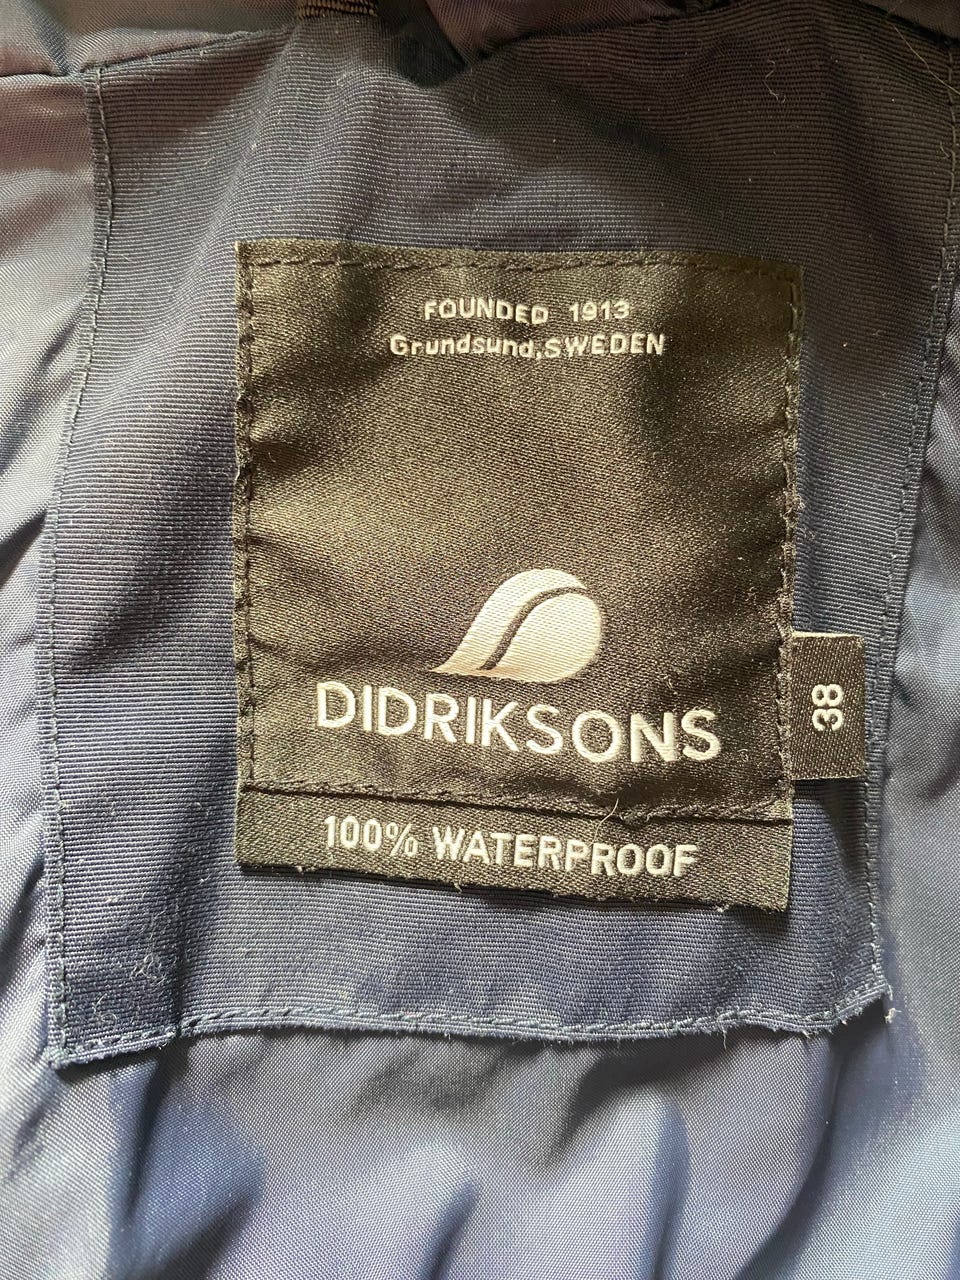 FOUNDED 1913
Grundsund,SWEDEN
DIDRIKSONS
38
100% WATERPROOF